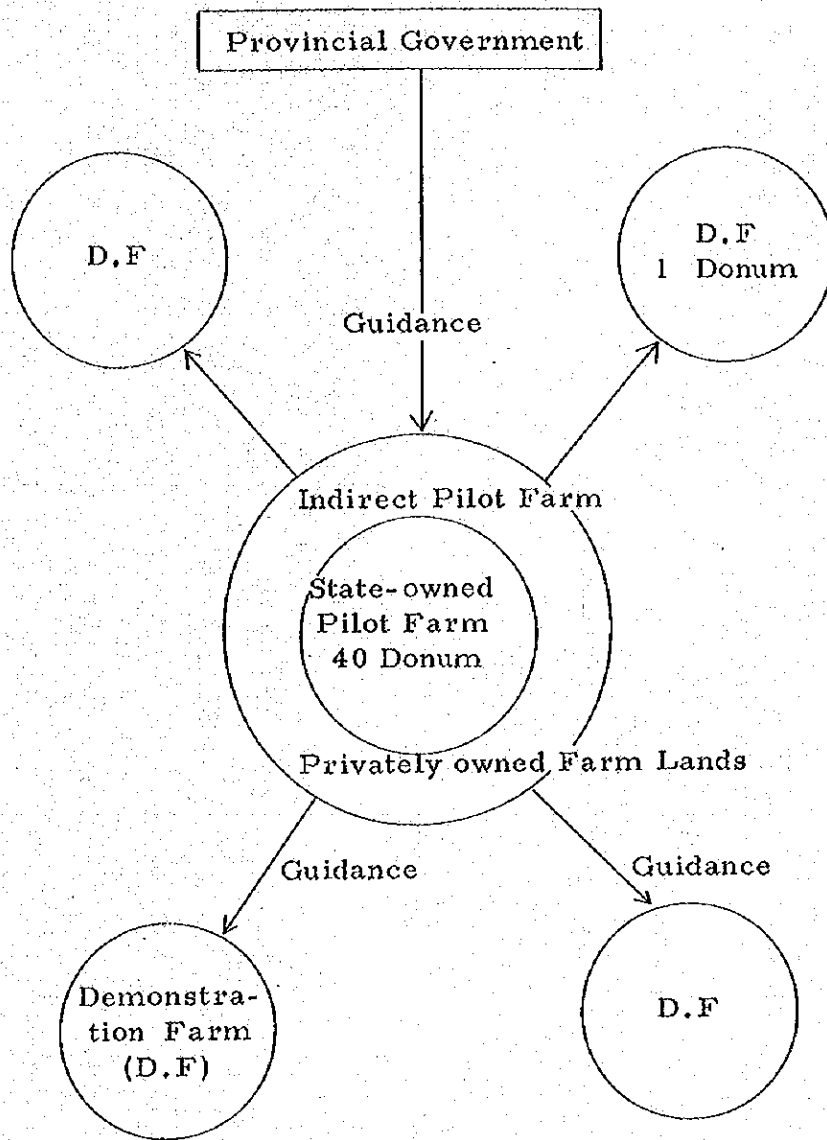 Provincial Government
D.F
D.F
1 Donum
Guidance
Indirect Pilot Farm
State-owned
Pilot Farm
40 Donum
Privately owned Farm Lands
Guidance
Guidance
Demonstra-
tion Farm
(D.F)
D.F